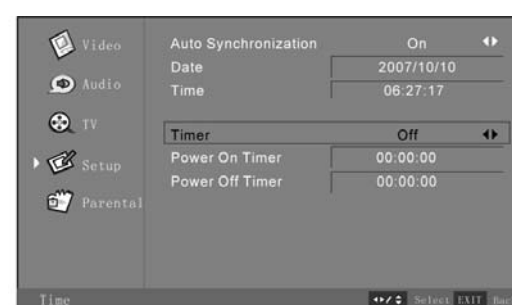 Video
Audio
TV
Setup
Parental
Auto Synchronization On
Date 2007/10/10
Time 06:27:17
Timer Off
Power On Timer 00:00:00
Power Off Timer 00:00:00
Time
Select EXIT